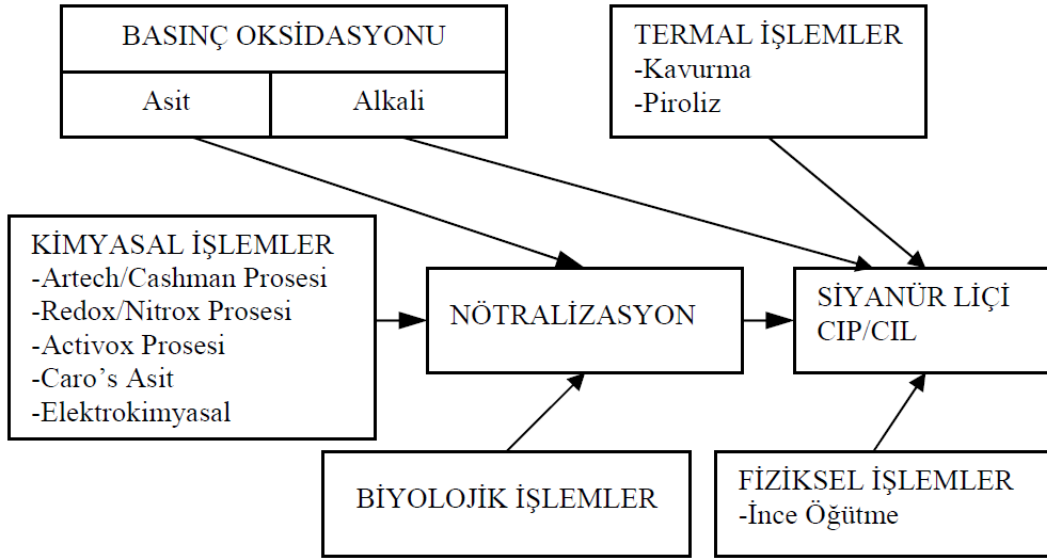 BASINÇ OKSİDASYONU
Asit
Alkali
TERMAL İŞLEMLER
-Kavurma
-Piroliz
KİMYASAL İŞLEMLER
-Artech/Cashman Prosesi
-Redox/Nitrox Prosesi
-Activox Prosesi
-Caro’s Asit
-Elektrokimyasal
NÖTRALİZASYON
SİYANÜR LİÇİ
CIP/CIL
BİYOLOJİK İŞLEMLER
FİZİKSEL İŞLEMLER
-İnce Öğütme